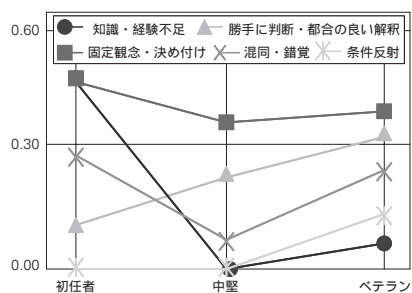 0.60
知識・経験不足 勝手に判断・都合の良い解釈
固定観念・決め付け 混同・錯覚 条件反射
0.30
0.00
初任者 中堅 ベテラン